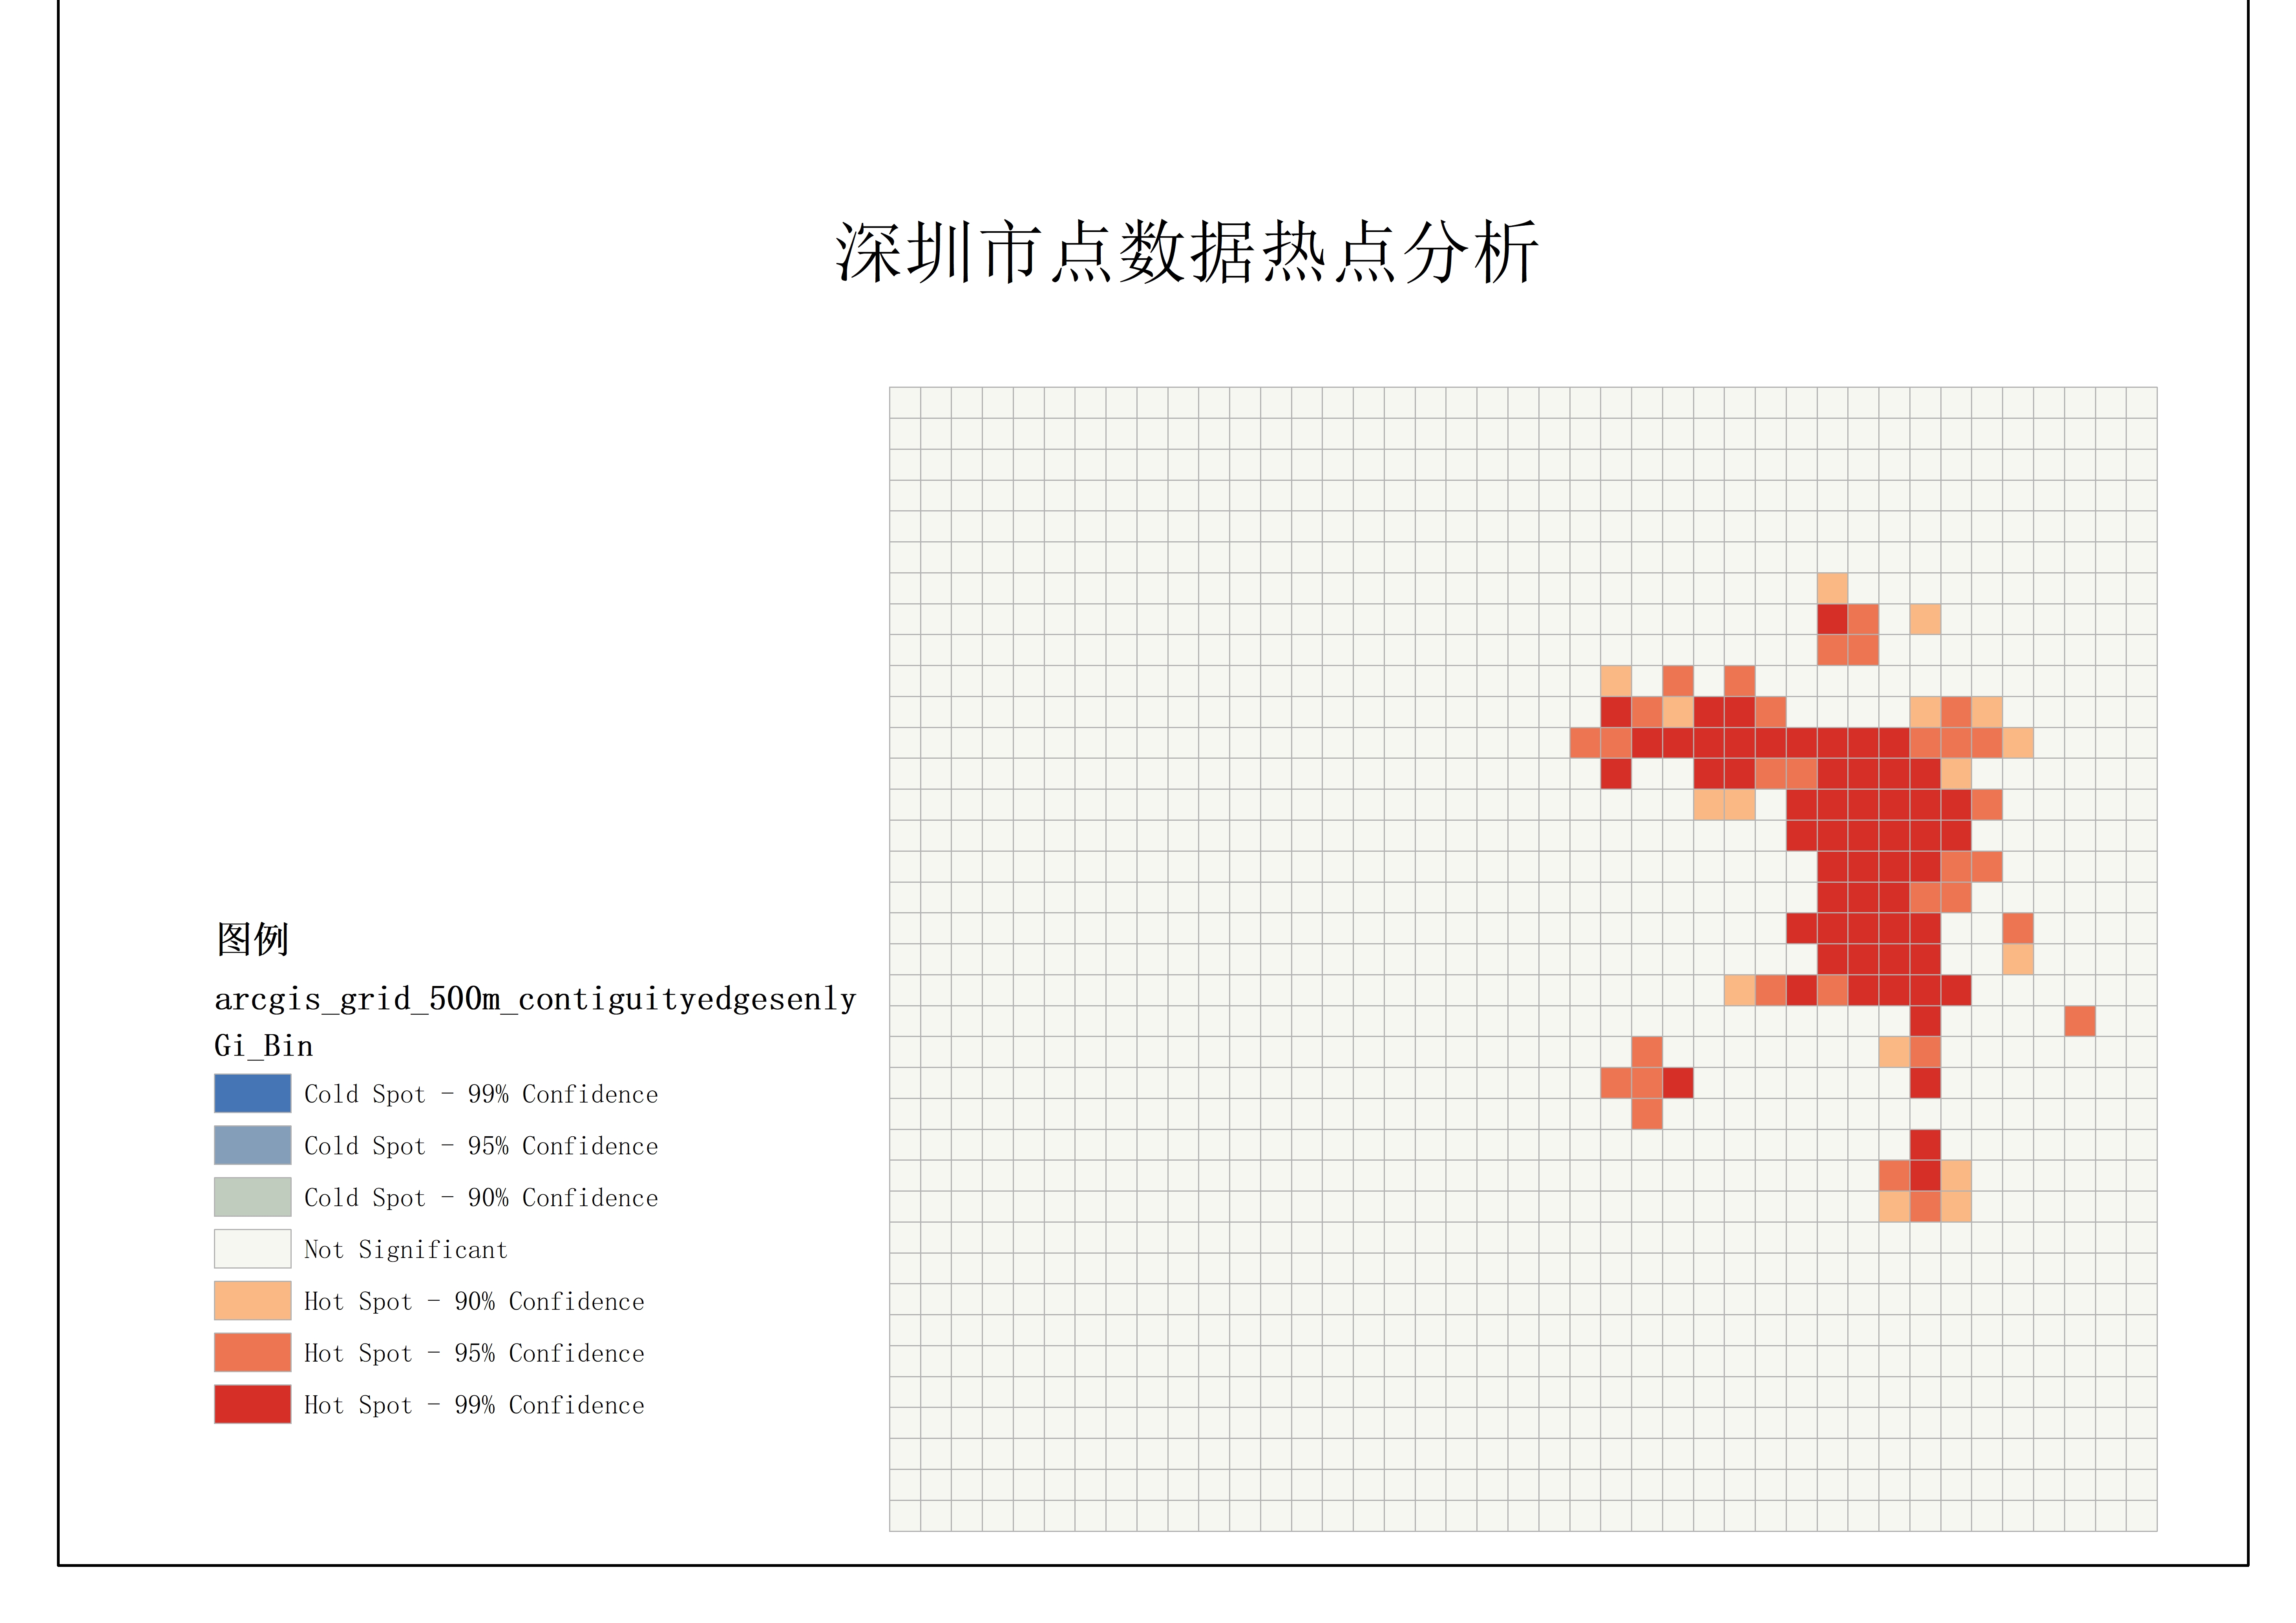 深圳市点数据热点分析
图例
arcgis_grid_500m_contiguityedgesenly
Gi_Bin
Cold Spot - 99% Confidence
Cold Spot - 95% Confidence
Cold Spot - 90% Confidence
Not Significant
Hot Spot - 90% Confidence
Hot Spot - 95% Confidence
Hot Spot - 99% Confidence